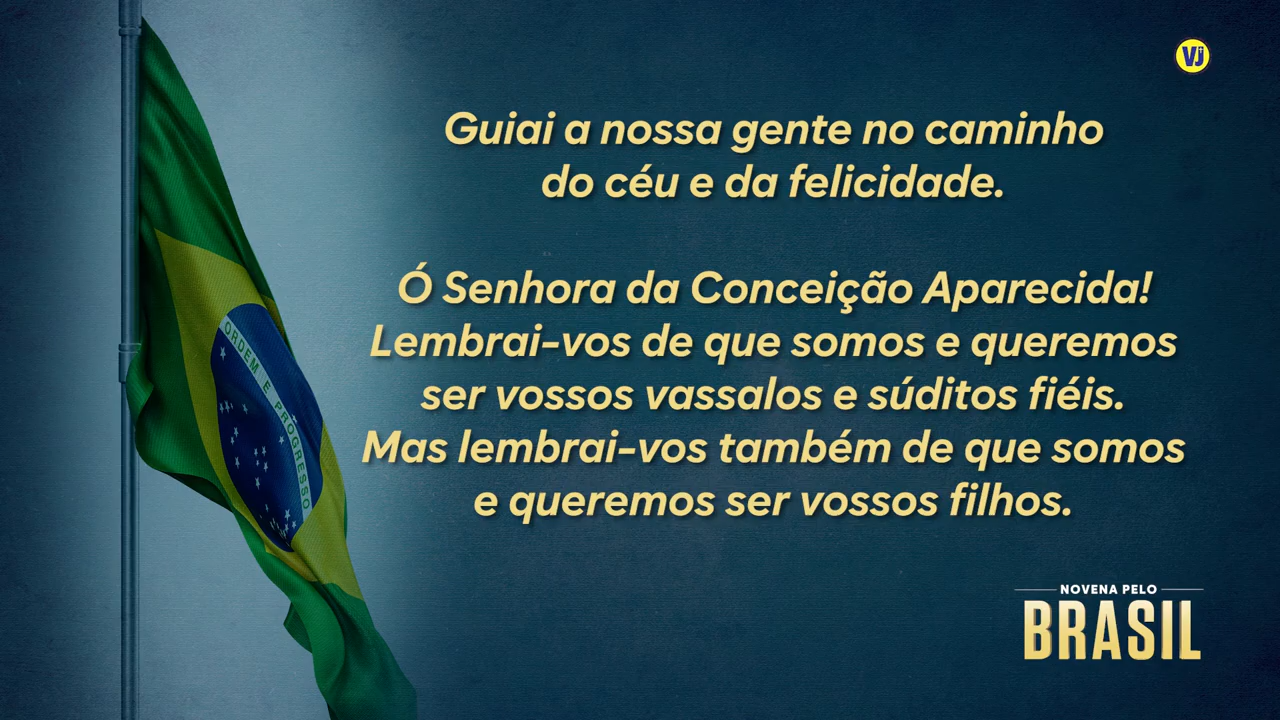 VJ
Guiai a nossa gente no caminho
do céu e da felicidade.
Ó Senhora da Conceição Aparecida!
Lembrai-vos de que somos e queremos
ser vossos vassalos e súditos fiéis.
Mas lembrai-vos também de que somos
e queremos ser vossos filhos.
ORDEM E PROGRESSO
NOVENA PELO
BRASIL